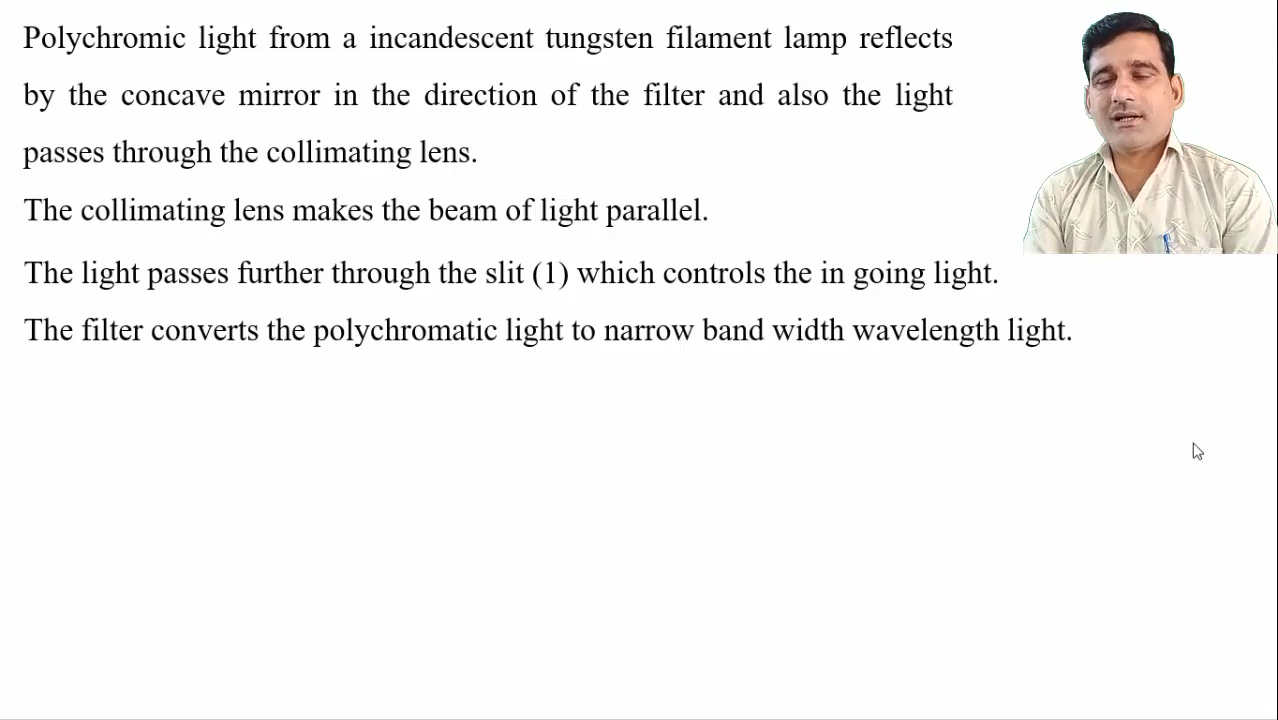 Polychromic light from a incandescent tungsten filament lamp reflects
by the concave mirror in the direction of the filter and also the light
passes through the collimating lens.
The collimating lens makes the beam of light parallel.
The light passes further through the slit (1) which controls the in going light.
The filter converts the polychromatic light to narrow band width wavelength light.